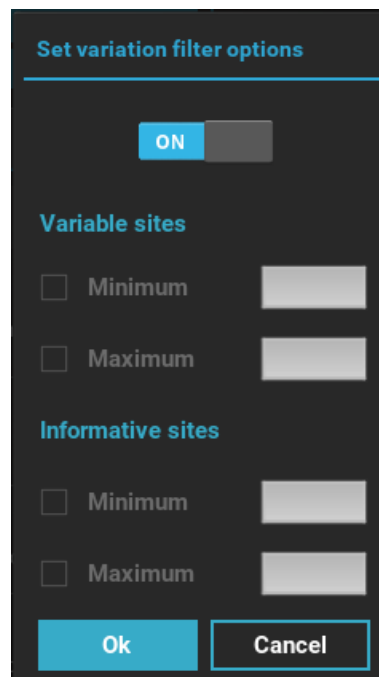 Set variation filter options
ON
Variable sites
Minimum
Maximum
Informative sites
Minimum
Maximum
Ok Cancel